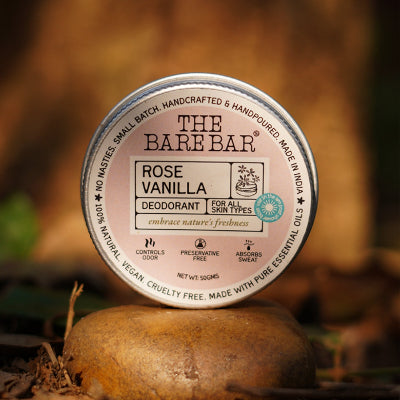 NO NASTIES. SMALL BATCH. HANDCRAFTED & HANDPOURED. MADE IN INDIA
THE
BARE BAR®
ROSE
VANILLA
DEODORANT
FOR ALL
SKIN TYPES
embrace nature's freshness
CONTROLS
ODOR
PRESERVATIVE
FREE
ABSORBS
SWEAT
NET WT: 50GMS
100% NATURAL. VEGAN. CRUELTY FREE. MADE WITH PURE ESSENTIAL OILS